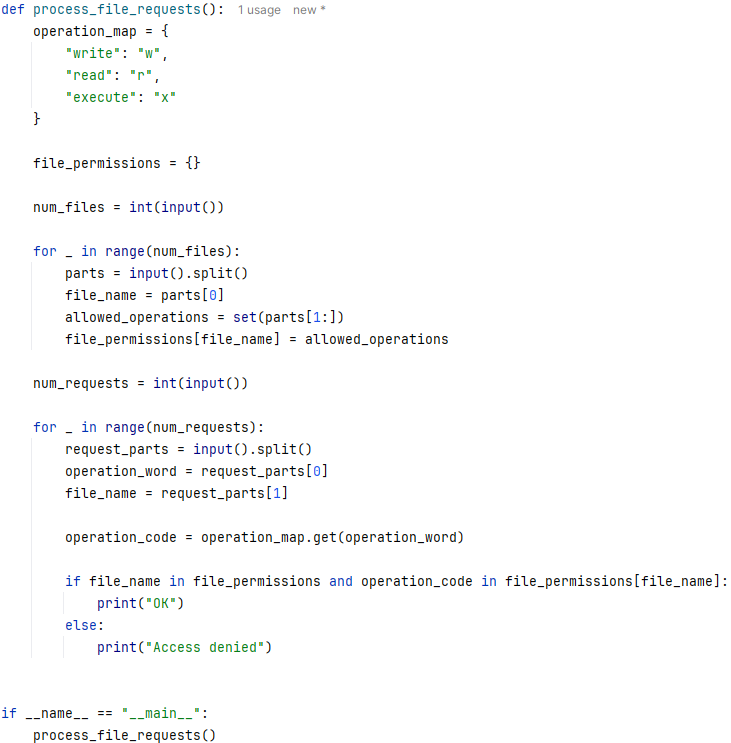 def process_file_requests():  1 usage  new *
    operation_map = {
        "write": "w",
        "read": "r",
        "execute": "x"
    }

    file_permissions = {}

    num_files = int(input())

    for _ in range(num_files):
        parts = input().split()
        file_name = parts[0]
        allowed_operations = set(parts[1:])
        file_permissions[file_name] = allowed_operations

    num_requests = int(input())

    for _ in range(num_requests):
        request_parts = input().split()
        operation_word = request_parts[0]
        file_name = request_parts[1]

        operation_code = operation_map.get(operation_word)

        if file_name in file_permissions and operation_code in file_permissions[file_name]:
            print("OK")
        else:
            print("Access denied")


if __name__ == "__main__":
    process_file_requests()